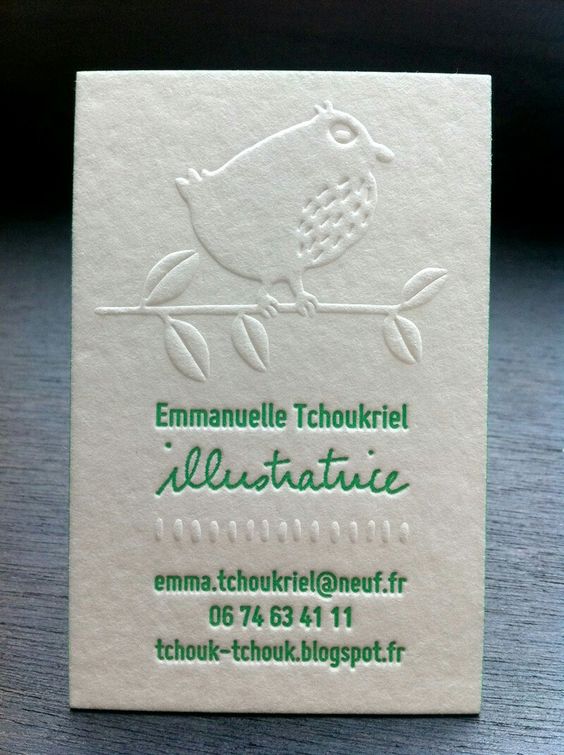 Emmanuelle Tchoukriel
illustratrice
emma.tchoukriel@neuf.fr
06 74 63 41 11
tchouk-tchouk.blogspot.fr